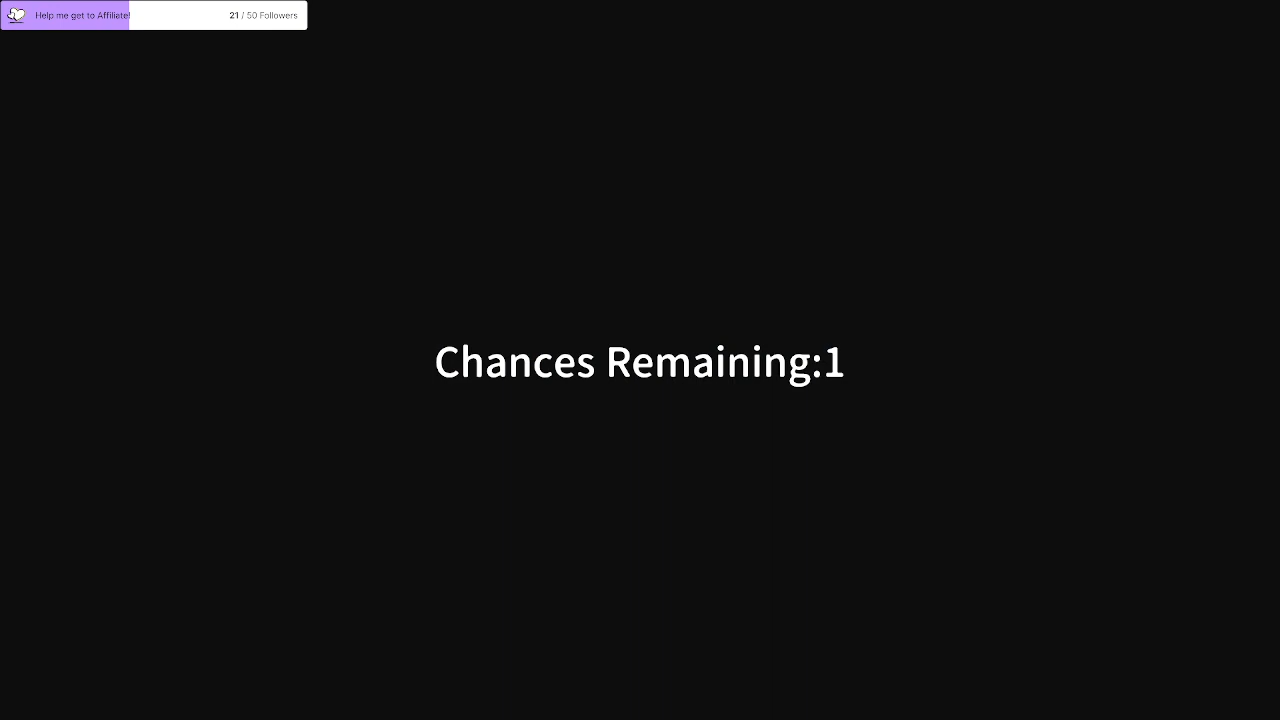 Help me get to Affiliate! 21 / 50 Followers
Chances Remaining:1